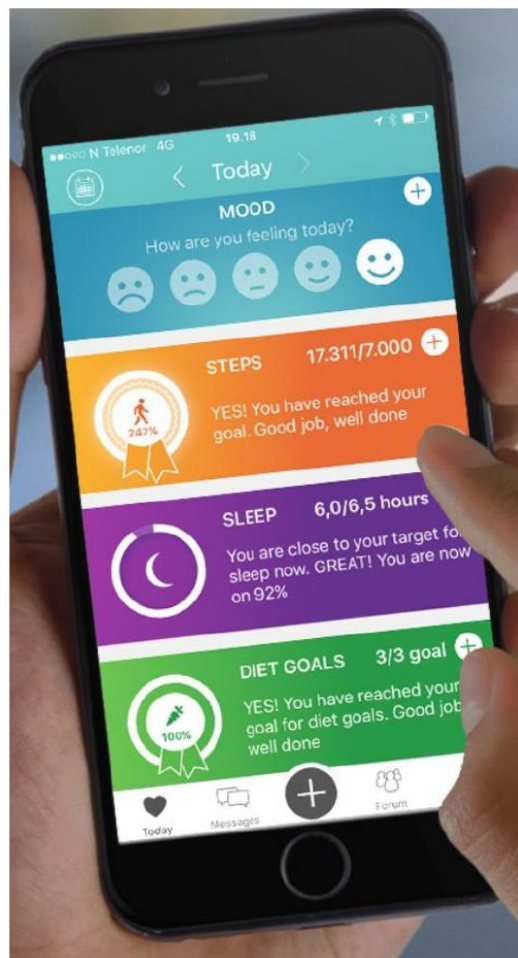 N Telenor 4G 19.18
Today
MOOD
How are you feeling today?
STEPS 17.311/7.000
247%
YES! You have reached your
goal. Good job, well done
SLEEP 6,0/6,5 hours
You are close to your target for
sleep now. GREAT! You are now
on 92%
DIET GOALS 3/3 goal
100%
YES! You have reached your
goal for diet goals. Good job,
well done
Today Messages Forum